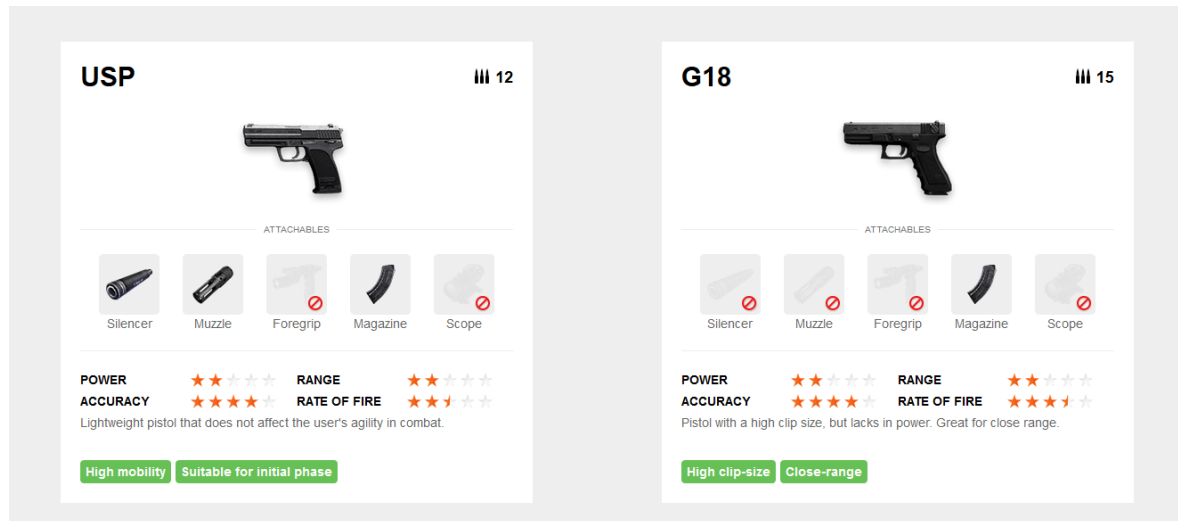 USP
12
ATTACHABLES
Silencer Muzzle Foregrip Magazine Scope
POWER RANGE
ACCURACY RATE OF FIRE
Lightweight pistol that does not affect the user's agility in combat.
High mobility Suitable for initial phase
G18
15
ATTACHABLES
Silencer Muzzle Foregrip Magazine Scope
POWER RANGE
ACCURACY RATE OF FIRE
Pistol with a high clip size, but lacks in power. Great for close range.
High clip-size Close-range